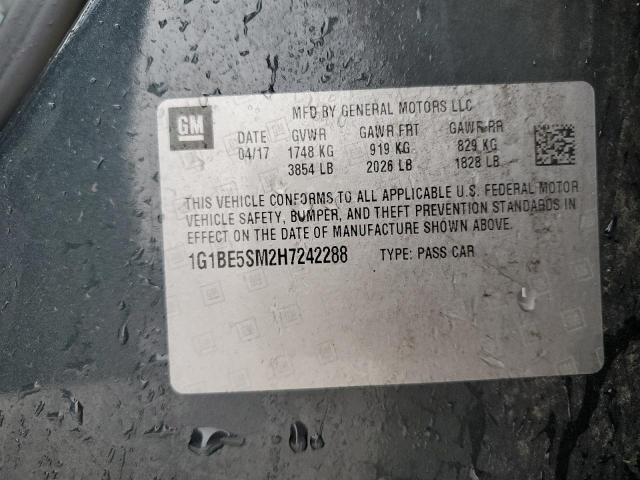 GM
MFD BY GENERAL MOTORS LLC
DATE GVWR GAWR FRT GAWR RR
04/17 1748 KG 919 KG 829 KG
3854 LB 2026 LB 1828 LB
THIS VEHICLE CONFORMS TO ALL APPLICABLE U.S. FEDERAL MOTOR
VEHICLE SAFETY, BUMPER, AND THEFT PREVENTION STANDARDS IN
EFFECT ON THE DATE OF MANUFACTURE SHOWN ABOVE.
1G1BE5SM2H7242288 TYPE: PASS CAR